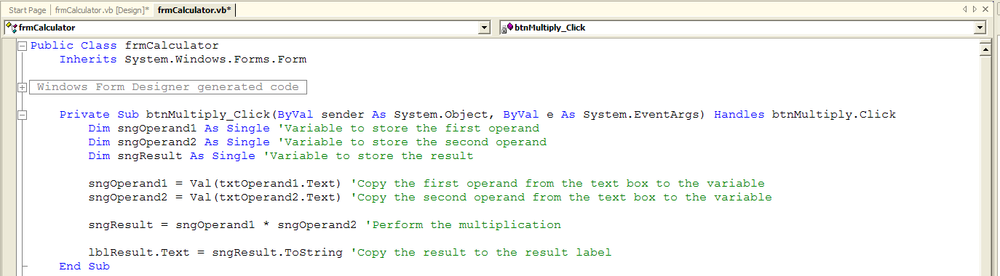 Start Page frmCalculator.vb [Design]* frmCalculator.vb*
frmCalculator btnMultiply_Click
Public Class frmCalculator
    Inherits System.Windows.Forms.Form
Windows Form Designer generated code
    Private Sub btnMultiply_Click(ByVal sender As System.Object, ByVal e As System.EventArgs) Handles btnMultiply.Click
        Dim sngOperand1 As Single 'Variable to store the first operand
        Dim sngOperand2 As Single 'Variable to store the second operand
        Dim sngResult As Single 'Variable to store the result
        sngOperand1 = Val(txtOperand1.Text) 'Copy the first operand from the text box to the variable
        sngOperand2 = Val(txtOperand2.Text) 'Copy the second operand from the text box to the variable
        sngResult = sngOperand1 * sngOperand2 'Perform the multiplication
        lblResult.Text = sngResult.ToString 'Copy the result to the result label
    End Sub